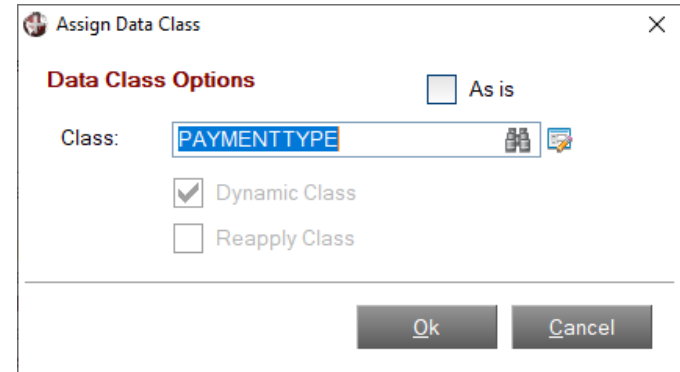 Assign Data Class
Data Class Options
As is
Class: PAYMENTTYPE
Dynamic Class
Reapply Class
Ok Cancel